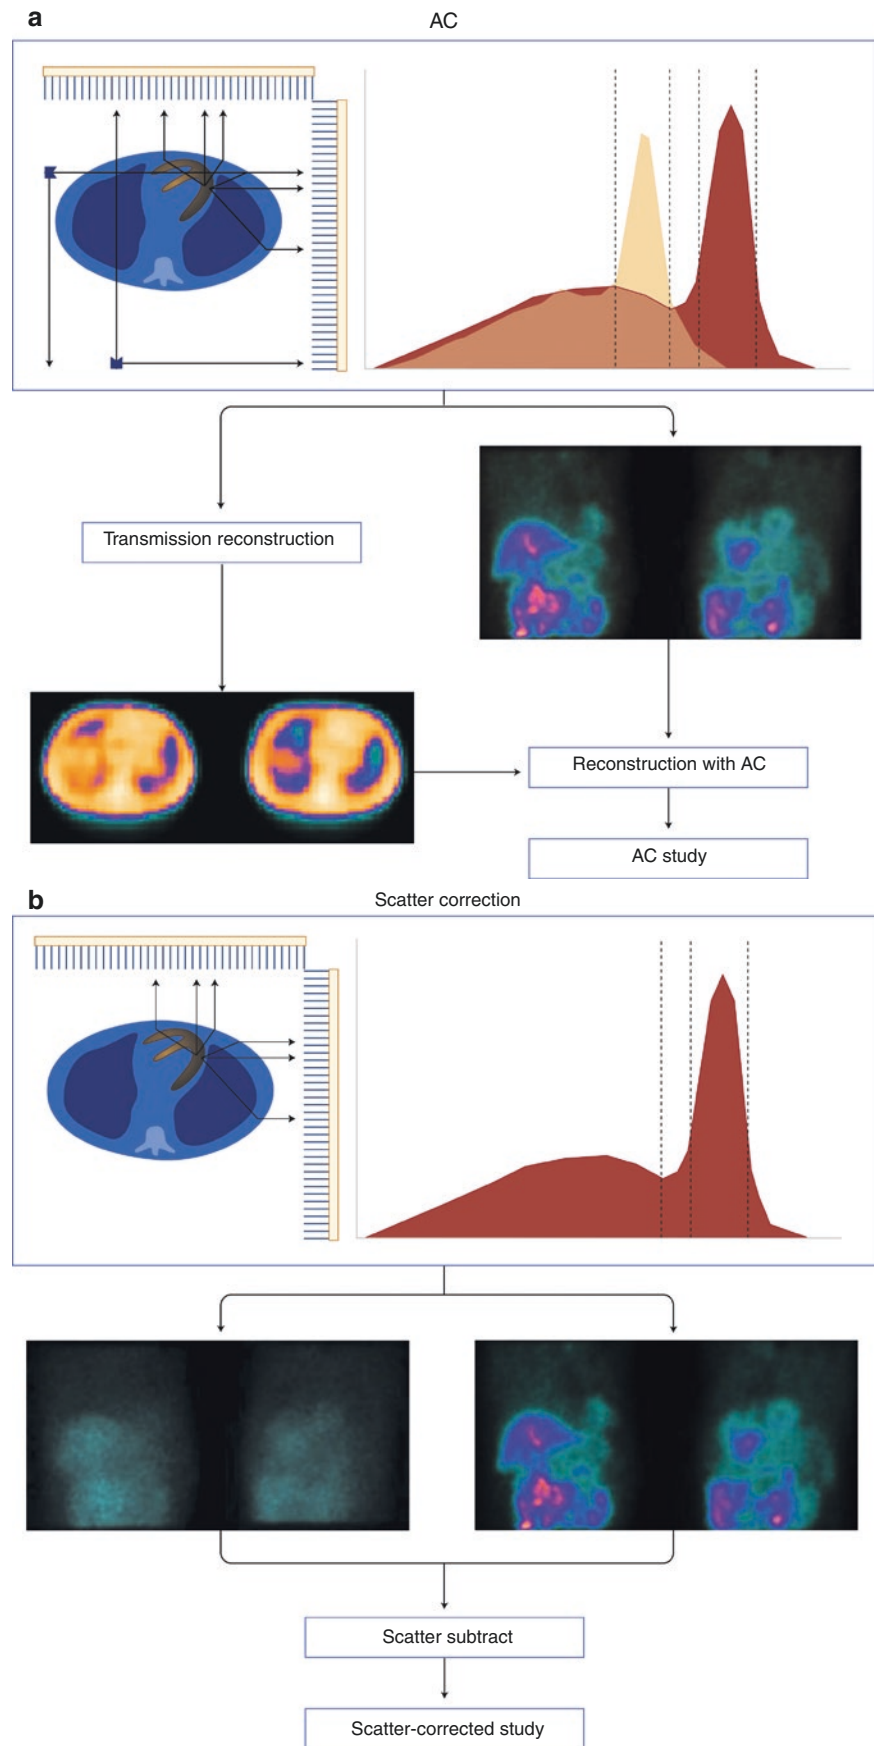 a
AC
Transmission reconstruction
Reconstruction with AC
AC study
b
Scatter correction
Scatter subtract
Scatter-corrected study